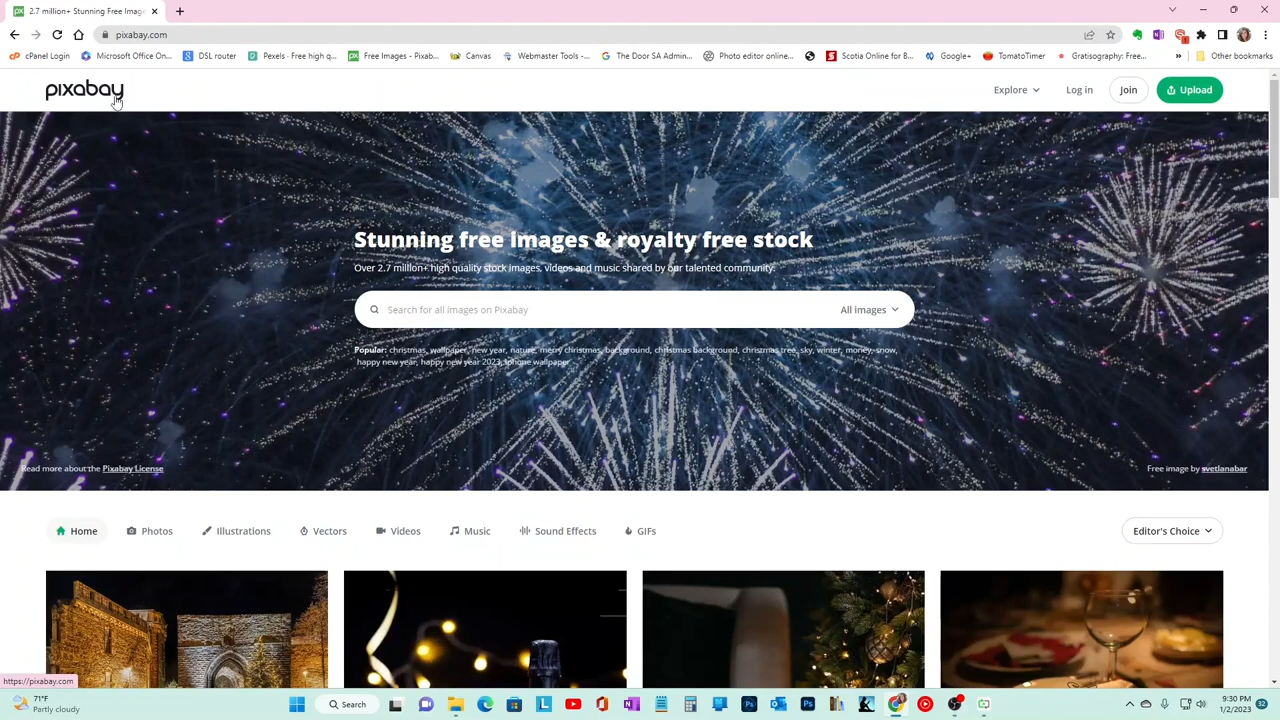 2.7 million+ Stunning Free Imag
pixabay.com
cPanel Login
Microsoft Office On...
DSL router
Pexels - Free high q...
Free Images - Pixab...
Canvas
Webmaster Tools -...
The Door SA Admin...
Photo editor online...
Scotia Online for B...
Google+
TomatoTimer
Gratisography: Free...
Other bookmarks
pixabay
Explore
Log in
Join
Upload
Stunning free images & royalty free stock
Over 2.7 million+ high quality stock images, videos and music shared by our talented community.
Search for all images on Pixabay
All images
Popular: christmas, wallpaper, new year, nature, merry christmas, background, christmas background, christmas tree, sky, winter, money, snow,
happy new year, happy new year 2023, iphone wallpaper
Read more about the Pixabay License
Free image by svetlanabar
Home
Photos
Illustrations
Vectors
Videos
Music
Sound Effects
GIFs
Editor's Choice
https://pixabay.com
71°F
Partly cloudy
Search
9:30 PM
1/2/2023